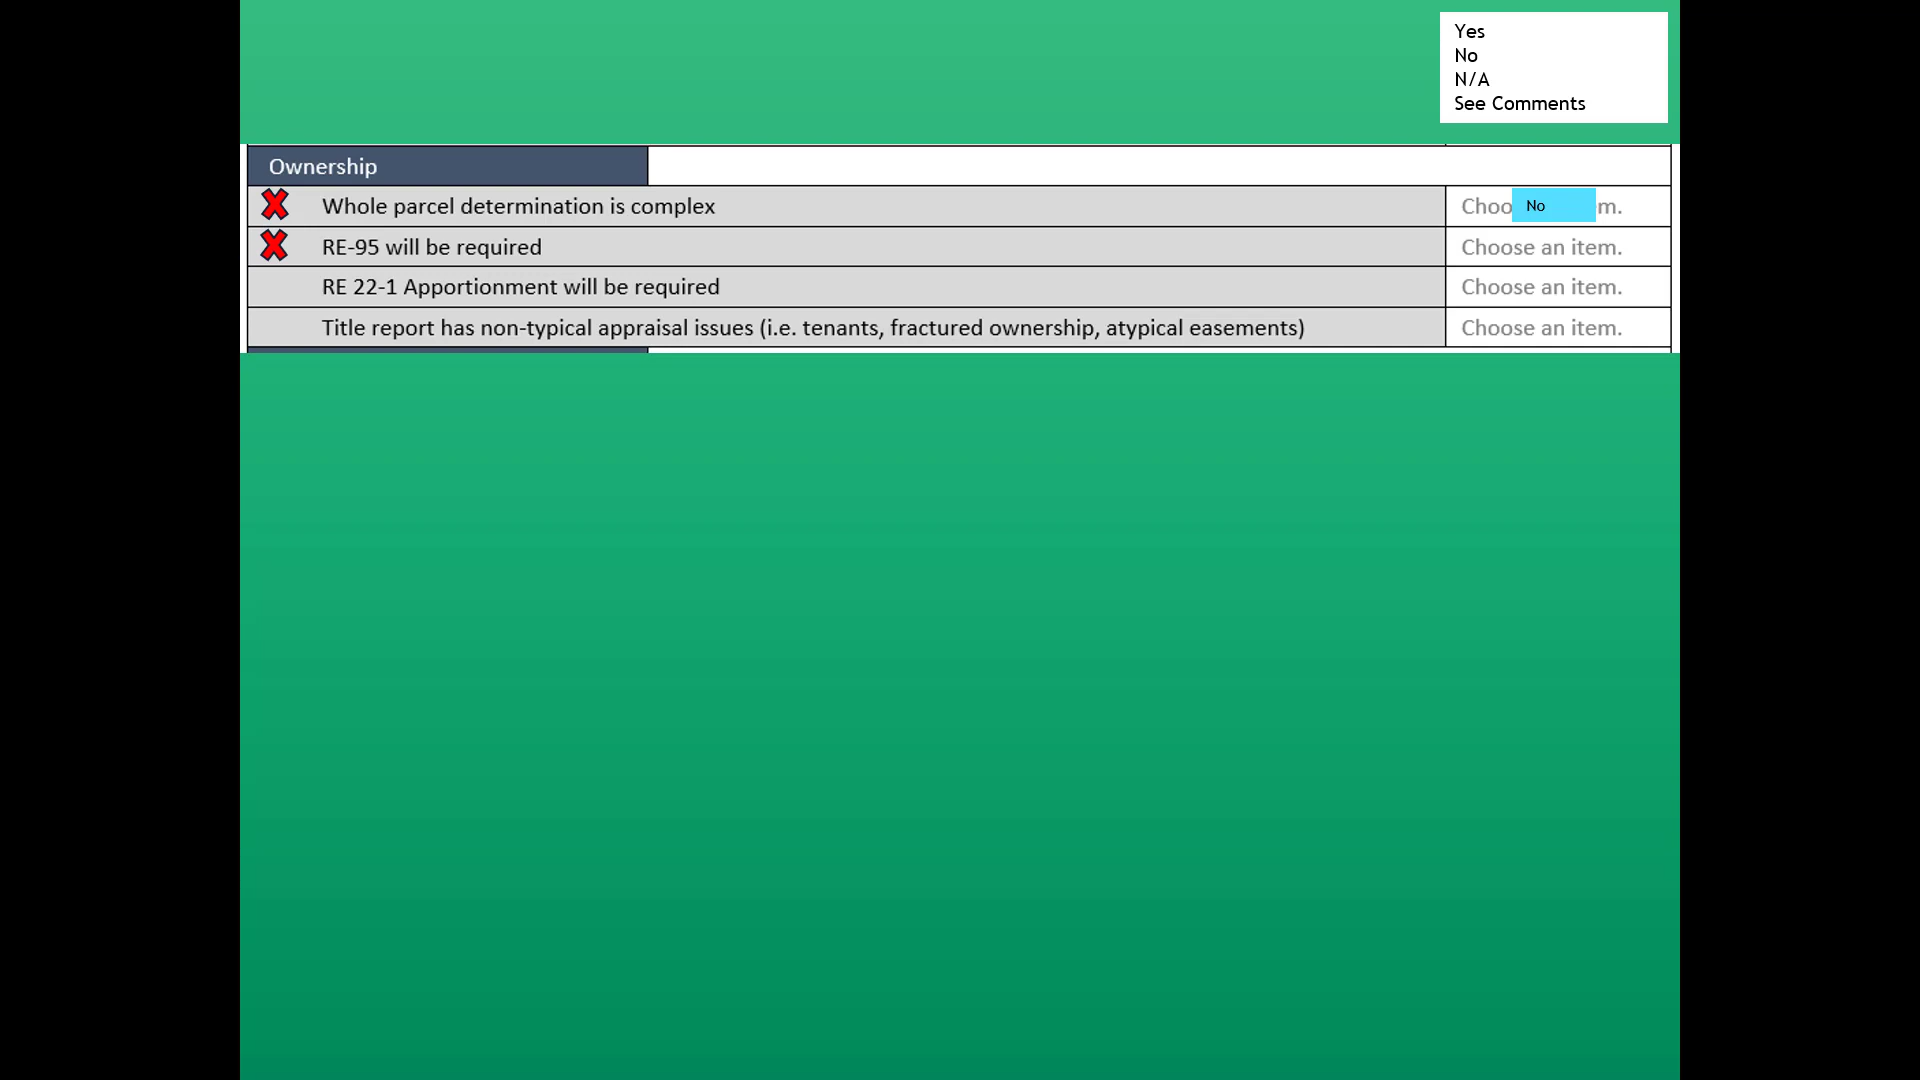 Yes
No
N/A
See Comments
Ownership
Whole parcel determination is complex Choo No m.
RE-95 will be required Choose an item.
RE 22-1 Apportionment will be required Choose an item.
Title report has non-typical appraisal issues (i.e. tenants, fractured ownership, atypical easements) Choose an item.